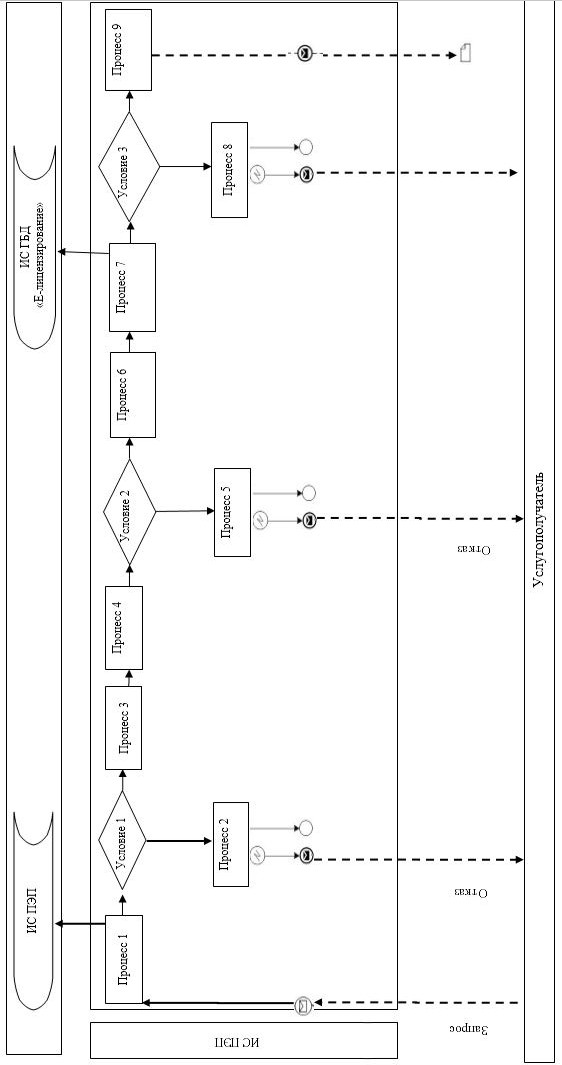 ИС ПЭП
ИС ГБД
«Е-лицензирование»
Процесс 1
Условие 1
Процесс 3
Процесс 4
Условие 2
Процесс 6
Процесс 7
Условие 3
Процесс 9
Процесс 2
Процесс 5
Процесс 8
ИС ПЭП
Запрос
Отказ
Отказ
Услугополучатель